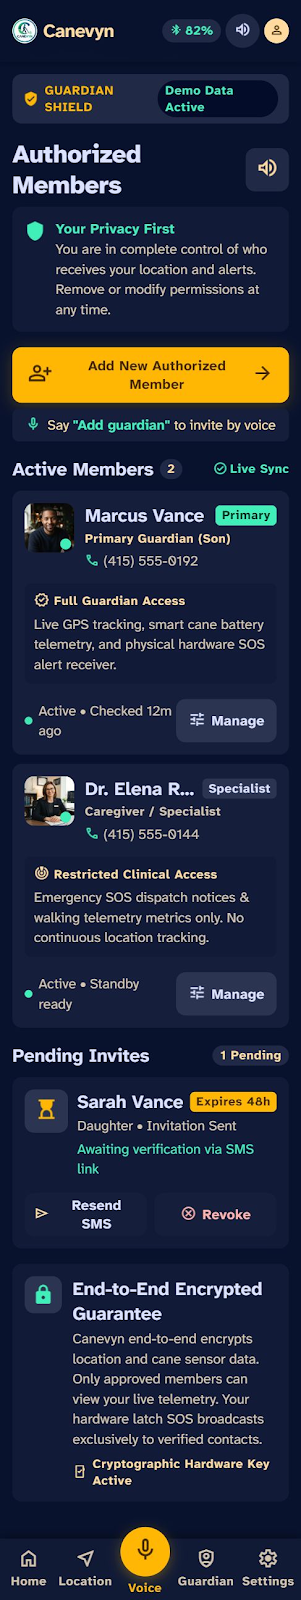 Canevyn
82%
GUARDIAN
SHIELD
Demo Data
Active
Authorized
Members
Your Privacy First
You are in complete control of who
receives your location and alerts.
Remove or modify permissions at
any time.
Add New Authorized
Member
Say "Add guardian" to invite by voice
Active Members 2
Live Sync
Marcus Vance
Primary
Primary Guardian (Son)
(415) 555-0192
Full Guardian Access
Live GPS tracking, smart cane battery
telemetry, and physical hardware SOS
alert receiver.
Active • Checked 12m
ago
Manage
Dr. Elena R...
Specialist
Caregiver / Specialist
(415) 555-0144
Restricted Clinical Access
Emergency SOS dispatch notices &
walking telemetry metrics only. No
continuous location tracking.
Active • Standby
ready
Manage
Pending Invites
1 Pending
Sarah Vance
Expires 48h
Daughter • Invitation Sent
Awaiting verification via SMS
link
Resend
SMS
Revoke
End-to-End Encrypted
Guarantee
Canevyn end-to-end encrypts
location and cane sensor data.
Only approved members can
view your live telemetry. Your
hardware latch SOS broadcasts
exclusively to verified contacts.
Cryptographic Hardware Key
Active
Home
Location
Voice
Guardian
Settings